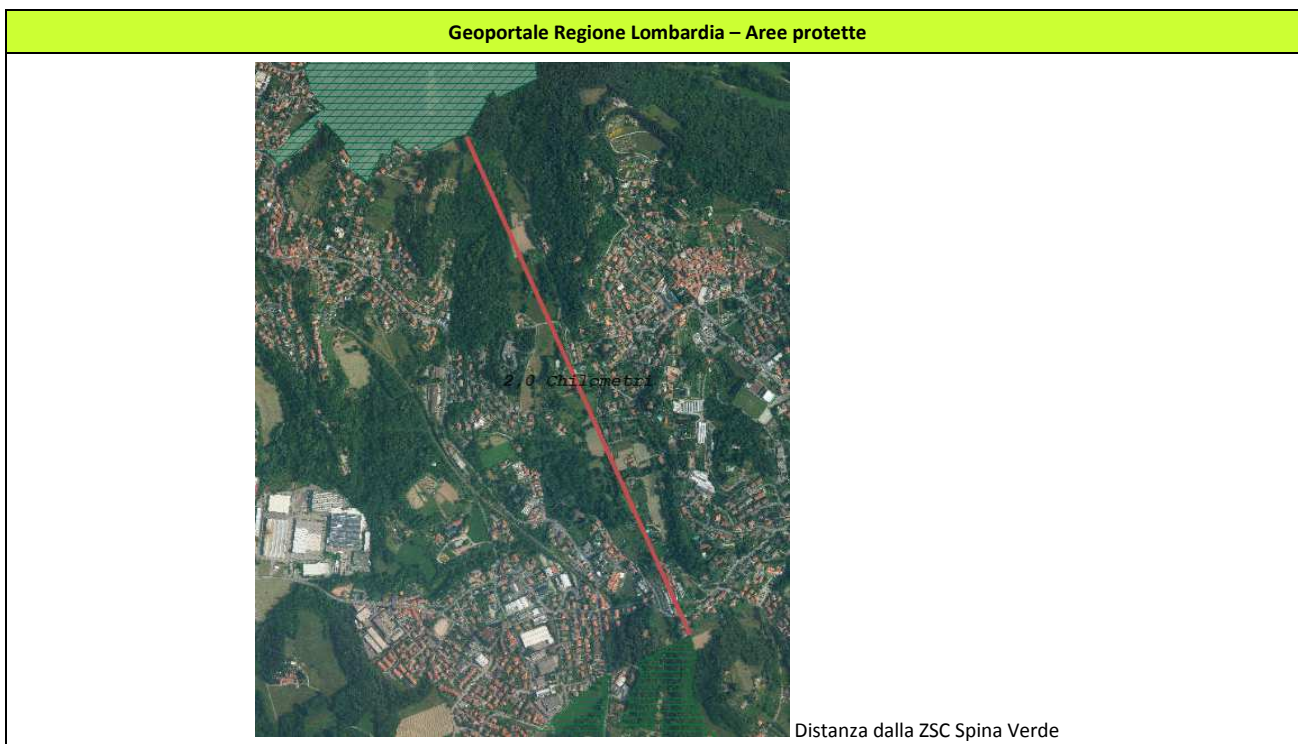 Geoportale Regione Lombardia – Aree protette
2,0 Chilometri
Distanza dalla ZSC Spina Verde